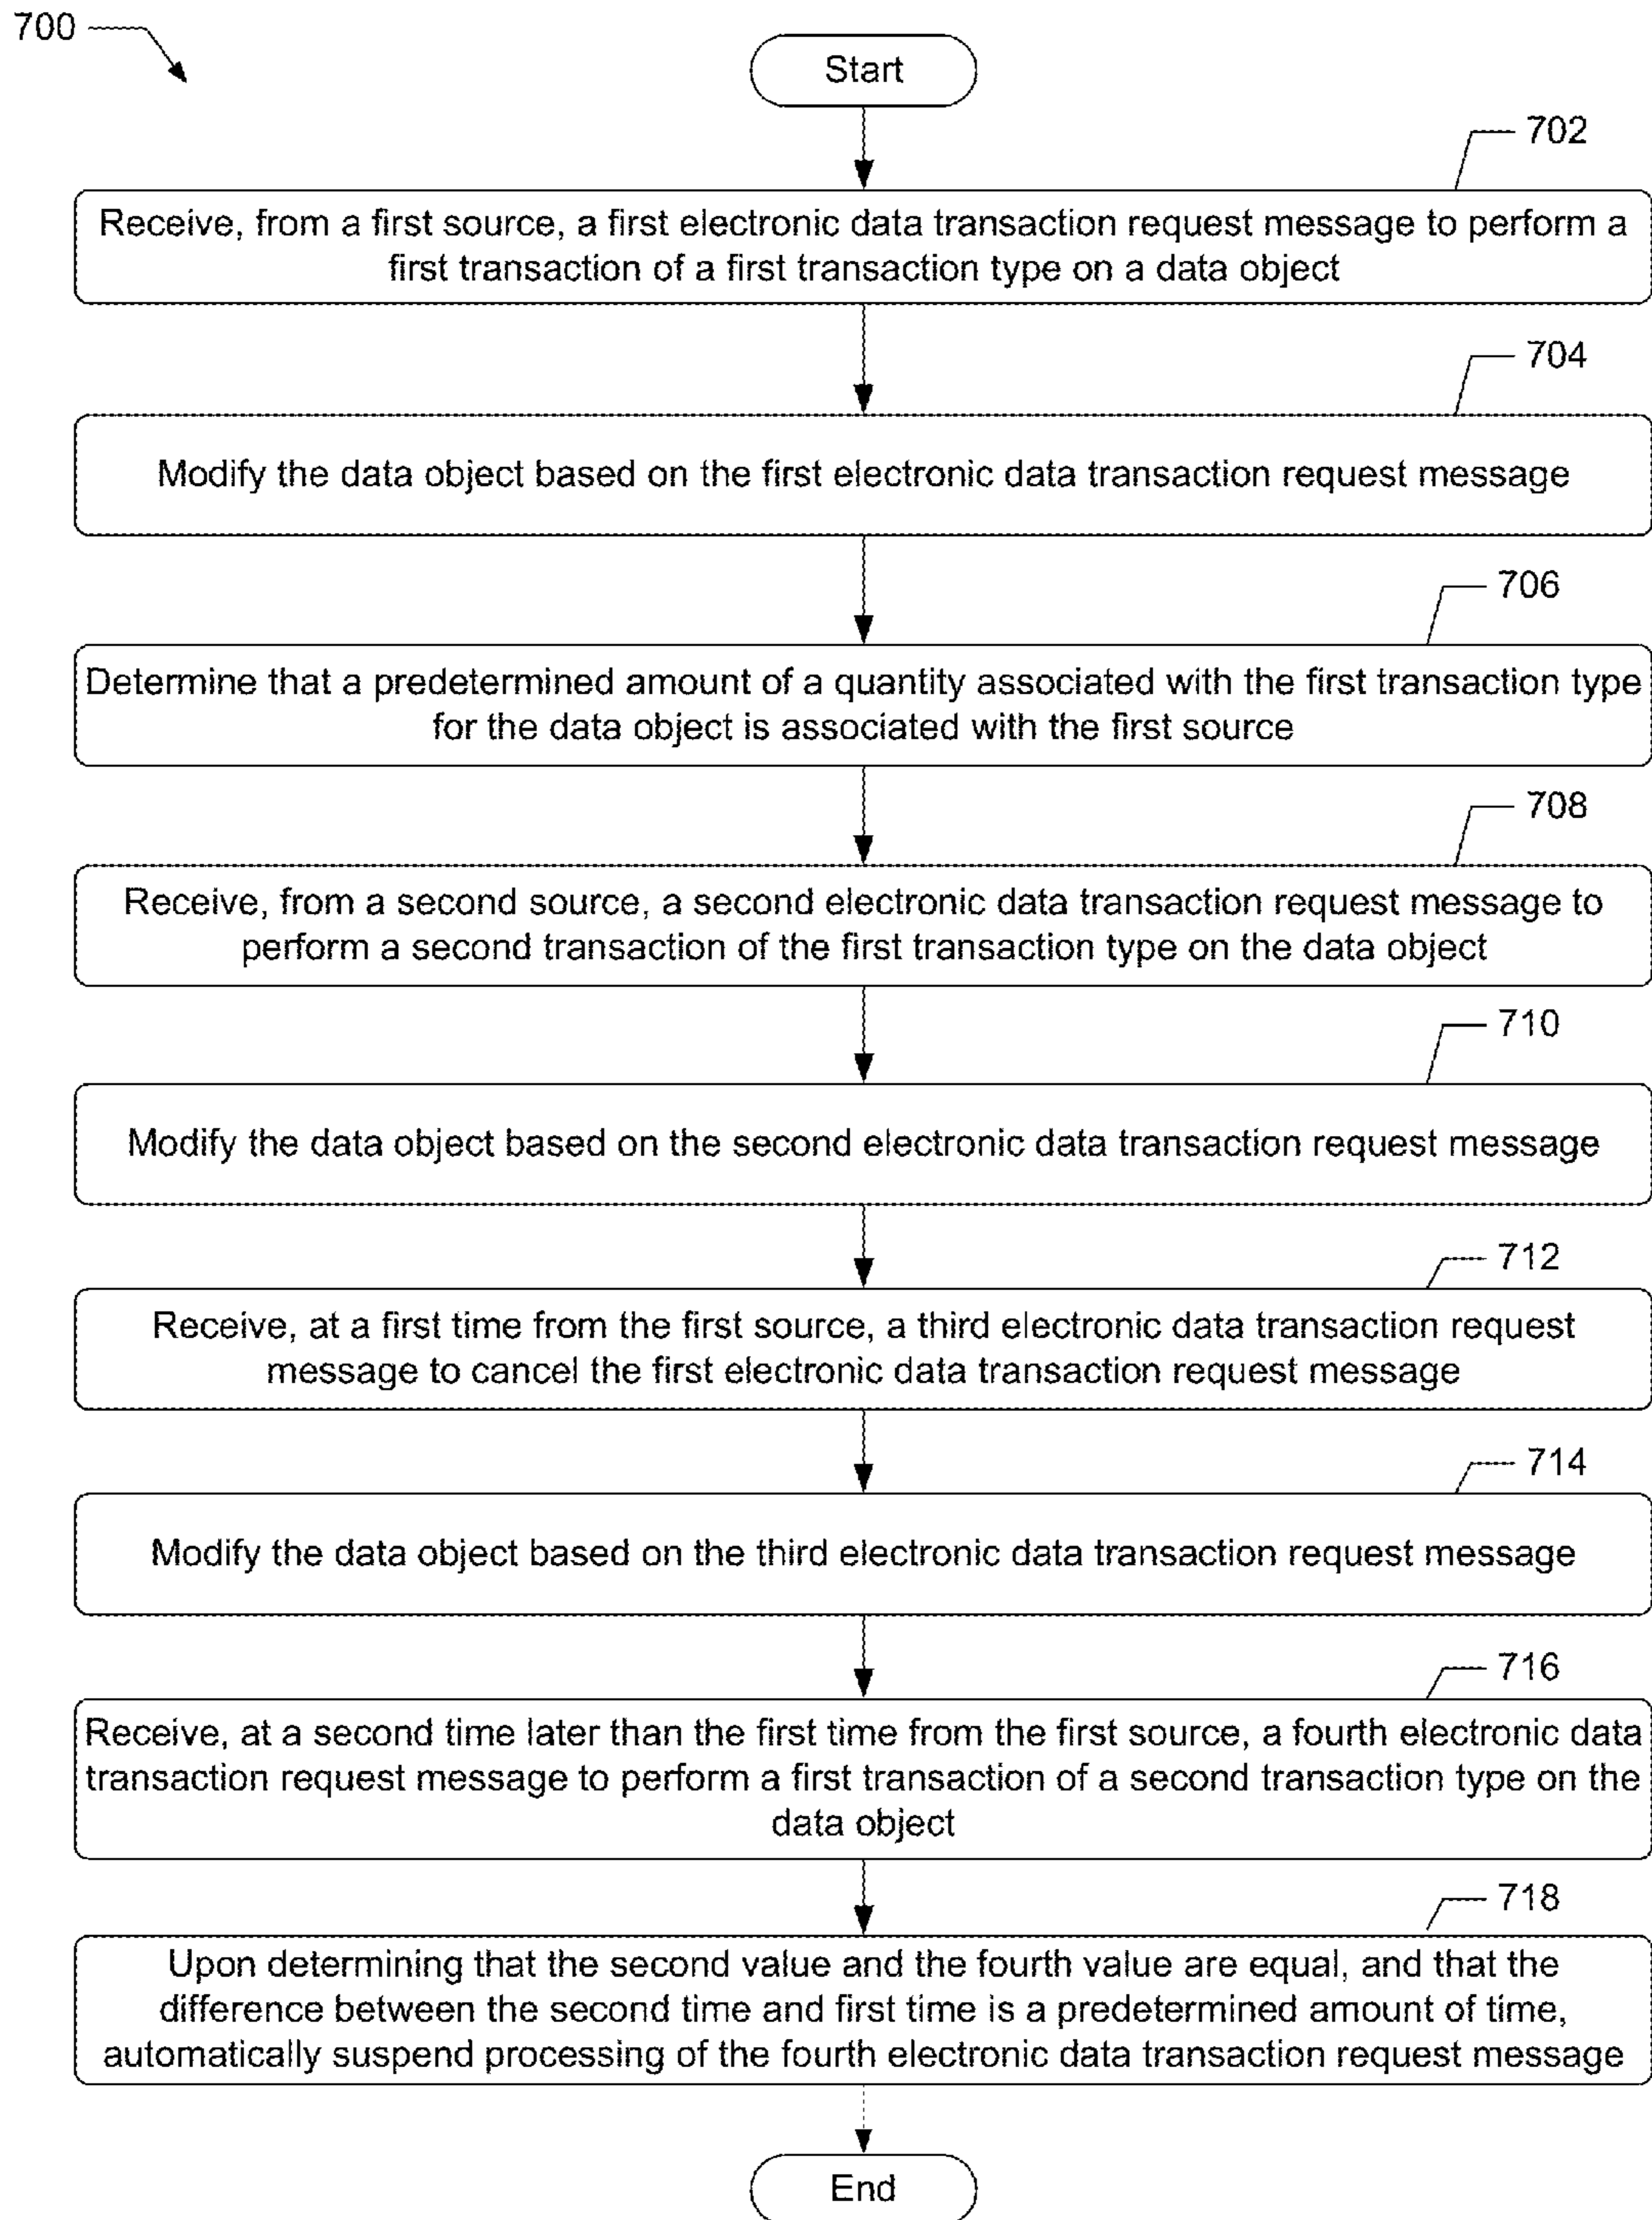 700
Start
702
Receive, from a first source, a first electronic data transaction request message to perform a
first transaction of a first transaction type on a data object
704
Modify the data object based on the first electronic data transaction request message
706
Determine that a predetermined amount of a quantity associated with the first transaction type
for the data object is associated with the first source
708
Receive, from a second source, a second electronic data transaction request message to
perform a second transaction of the first transaction type on the data object
710
Modify the data object based on the second electronic data transaction request message
712
Receive, at a first time from the first source, a third electronic data transaction request
message to cancel the first electronic data transaction request message
714
Modify the data object based on the third electronic data transaction request message
716
Receive, at a second time later than the first time from the first source, a fourth electronic data
transaction request message to perform a first transaction of a second transaction type on the
data object
718
Upon determining that the second value and the fourth value are equal, and that the
difference between the second time and first time is a predetermined amount of time,
automatically suspend processing of the fourth electronic data transaction request message
End